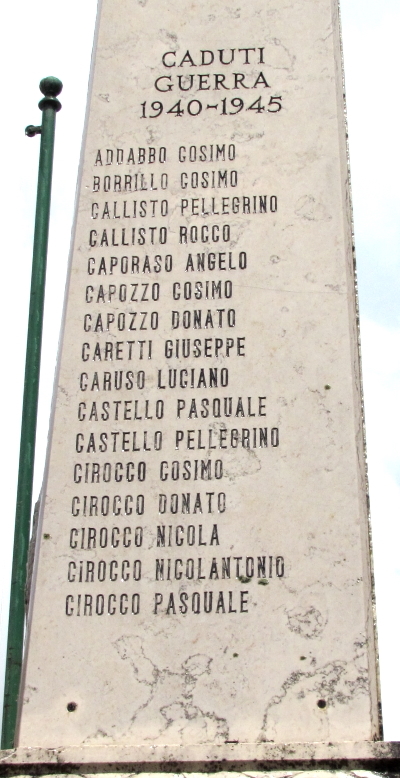 CADUTI
GUERRA
1940-1945
ADDABBO COSIMO
BORRILLO COSIMO
CALLISTO PELLEGRINO
CALLISTO ROCCO
CAPORASO ANGELO
CAPOZZO COSIMO
CAPOZZO DONATO
CARETTI GIUSEPPE
CARUSO LUCIANO
CASTELLO PASQUALE
CASTELLO PELLEGRINO
CIROCCO COSIMO
CIROCCO DONATO
CIROCCO NICOLA
CIROCCO NICOLANTONIO
CIROCCO PASQUALE